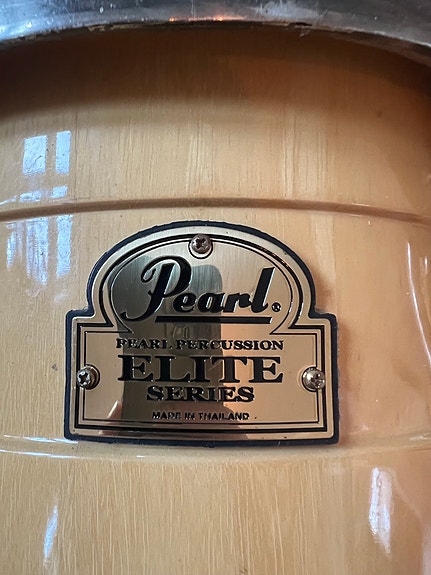 Pearl®
PEARL PERCUSSION
ELITE
SERIES
MADE IN THAILAND